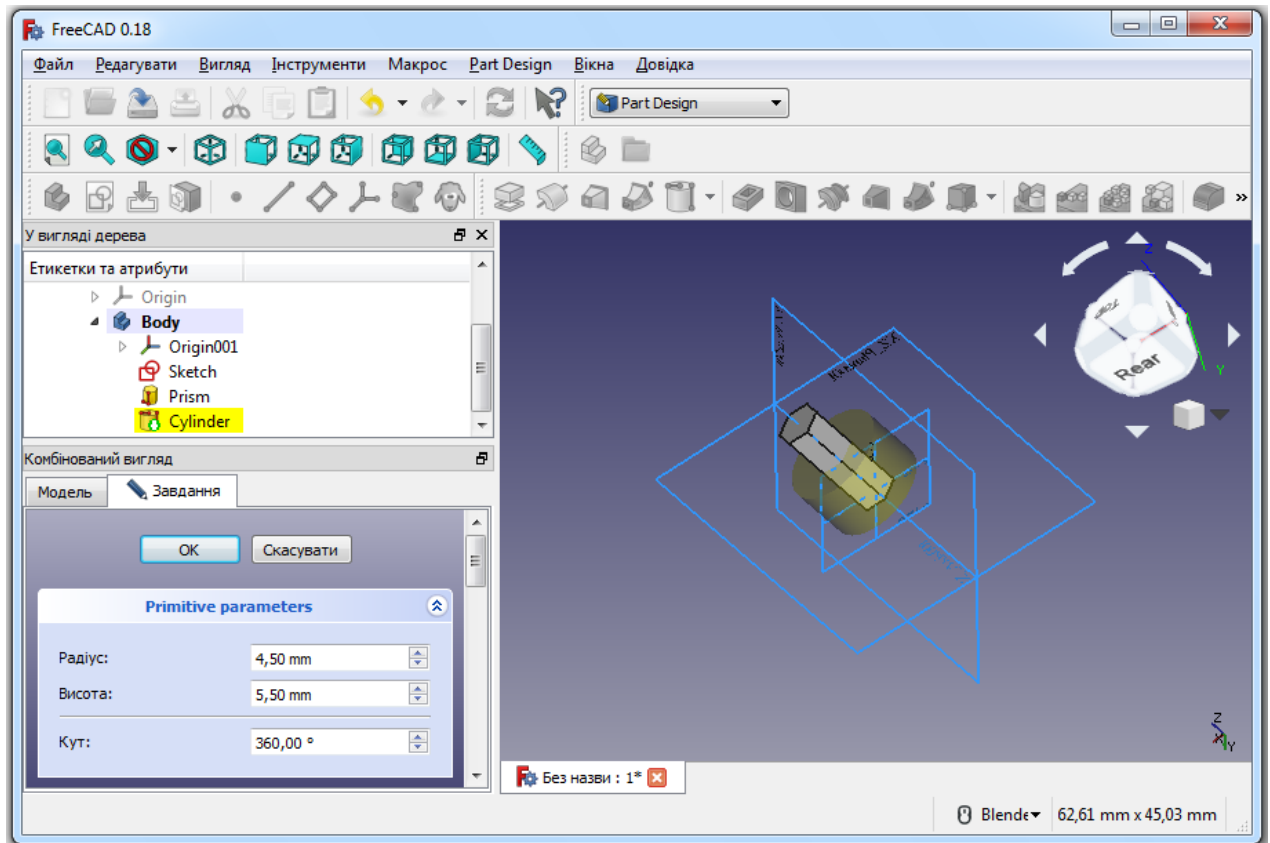 FreeCAD 0.18
Файл Редагувати Вигляд Інструменти Макрос Part Design Вікна Довідка
Part Design
У вигляді дерева
Етикетки та атрибути
Origin
Body
Origin001
Sketch
Prism
Cylinder
Комбінований вигляд
Модель Завдання
ОК Скасувати
Primitive parameters
Радіус: 4,50 mm
Висота: 5,50 mm
Кут: 360,00 °
Z
Top
Rear
Y
Z
X
Y
Без назви : 1*
Blende 62,61 mm x 45,03 mm